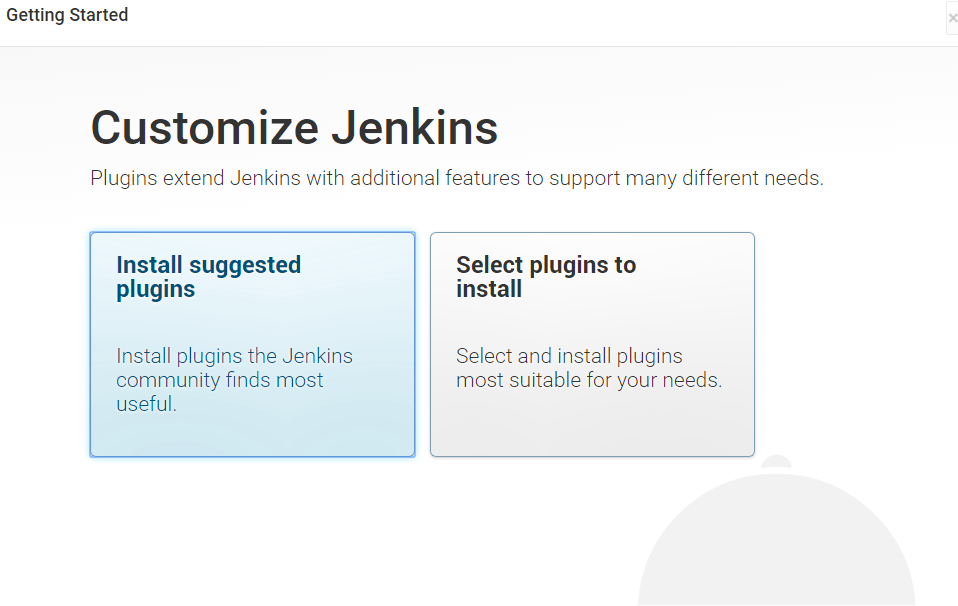 Getting Started
×
Customize Jenkins
Plugins extend Jenkins with additional features to support many different needs.
Install suggested
plugins
Install plugins the Jenkins
community finds most
useful.
Select plugins to
install
Select and install plugins
most suitable for your needs.